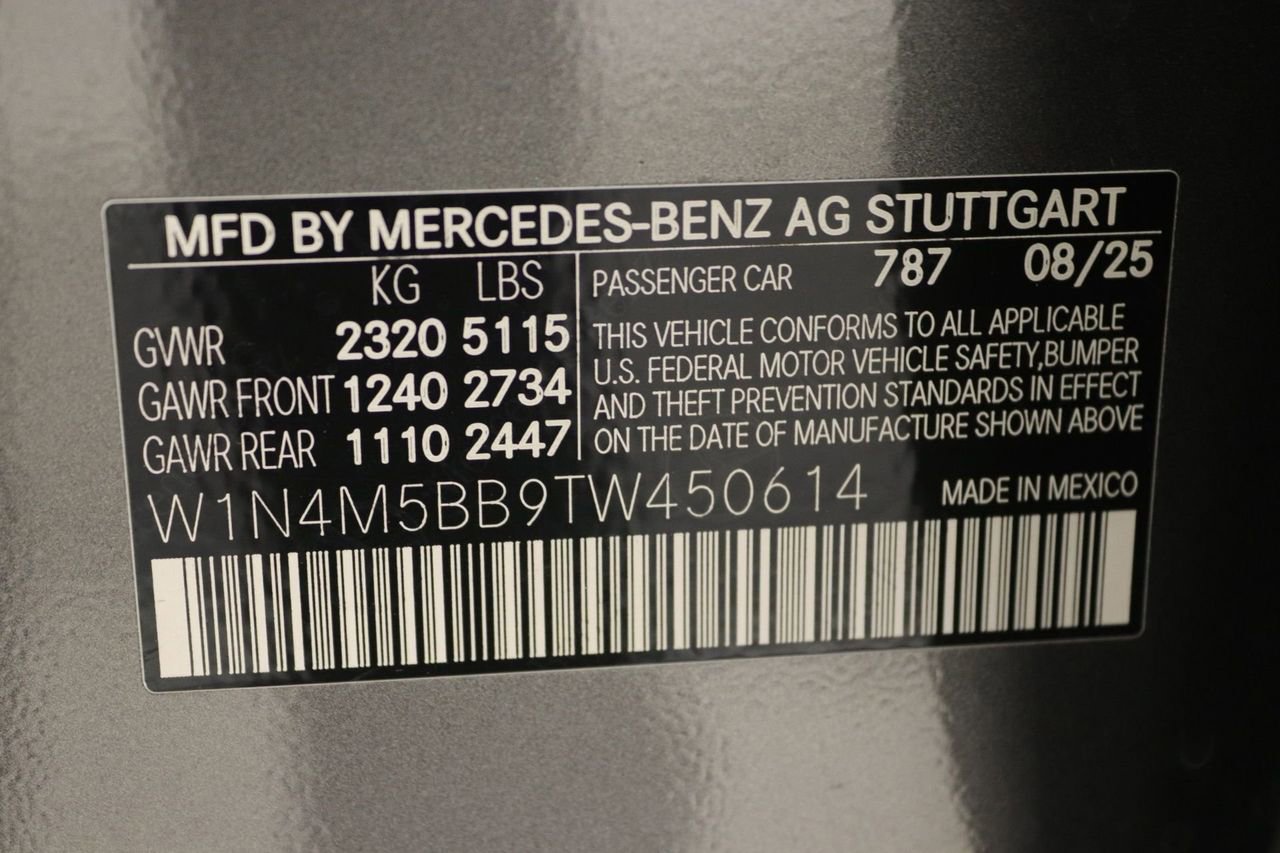 MFD BY MERCEDES-BENZ AG STUTTGART
KG LBS
GVWR 2320 5115
GAWR FRONT 1240 2734
GAWR REAR 1110 2447
PASSENGER CAR 787 08/25
THIS VEHICLE CONFORMS TO ALL APPLICABLE
U.S. FEDERAL MOTOR VEHICLE SAFETY,BUMPER
AND THEFT PREVENTION STANDARDS IN EFFECT
ON THE DATE OF MANUFACTURE SHOWN ABOVE
W1N4M5BB9TW450614 MADE IN MEXICO